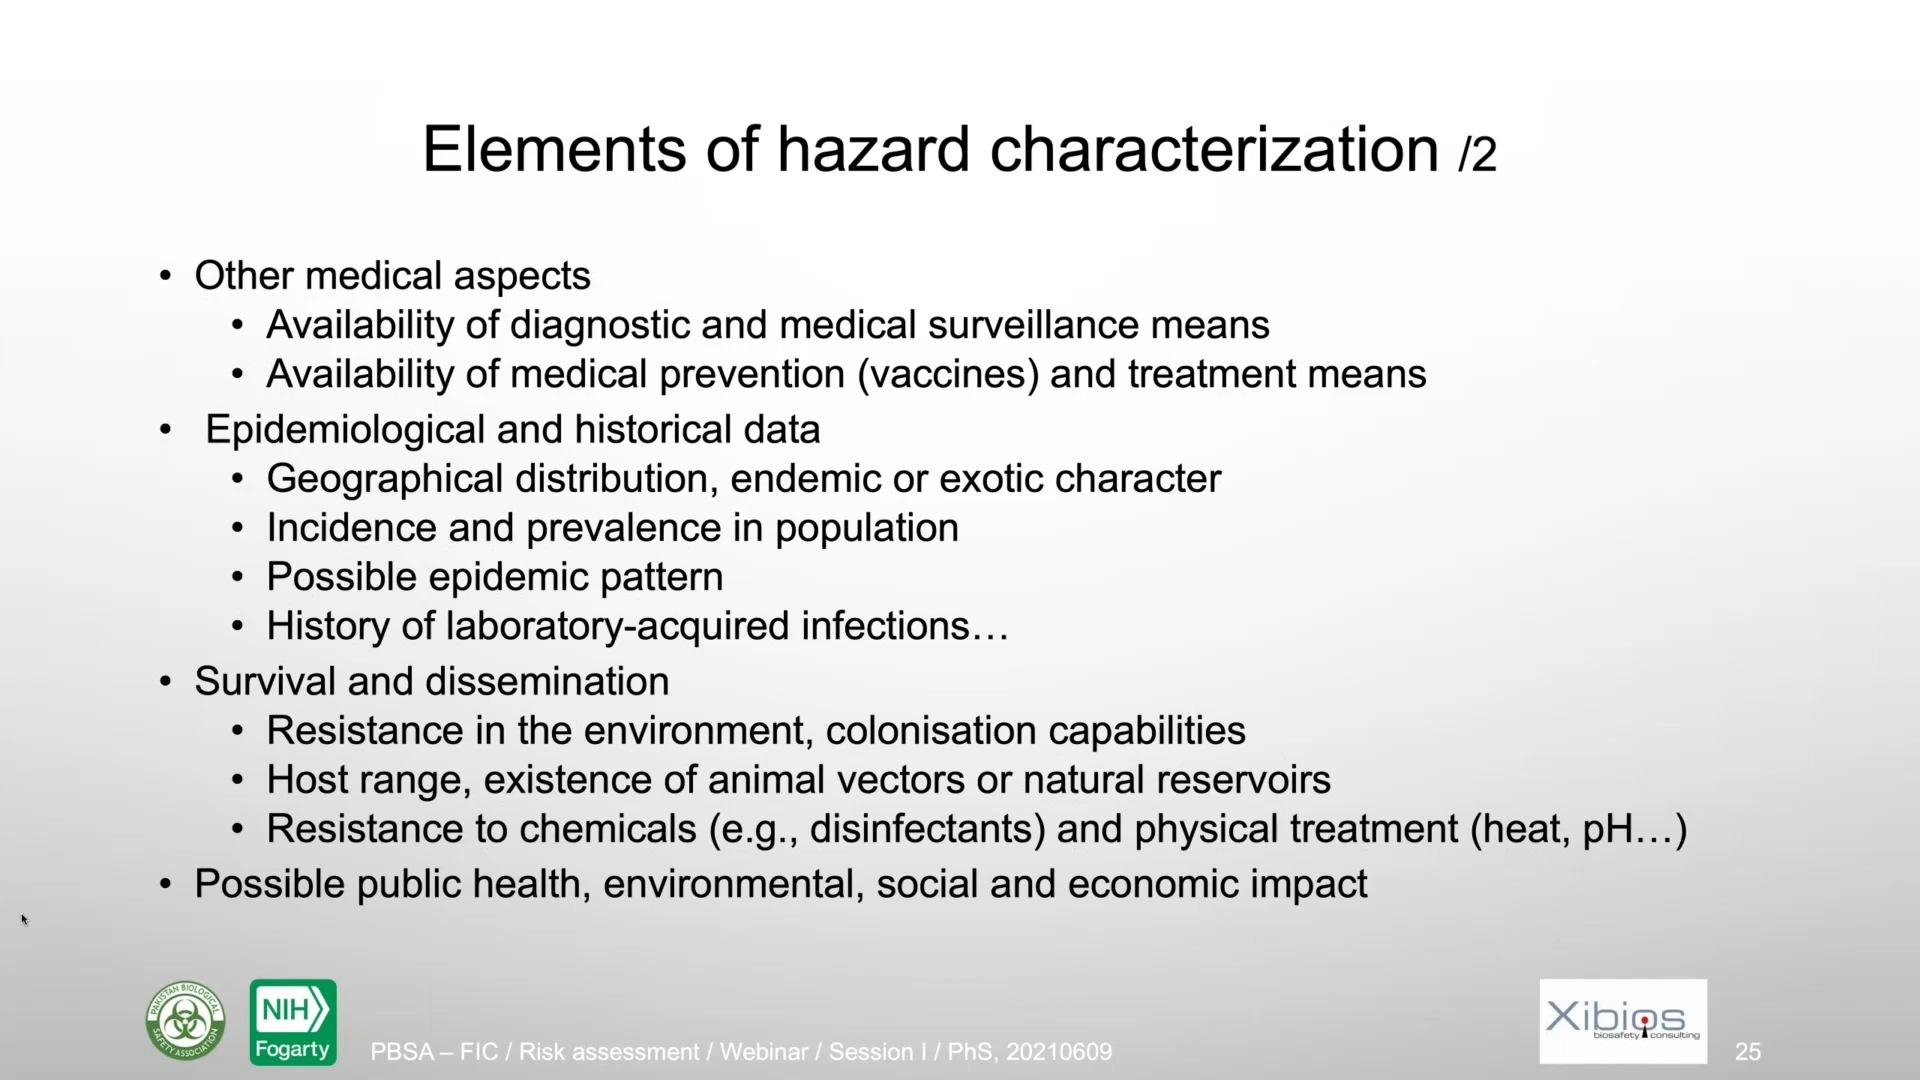 Elements of hazard characterization /2
• Other medical aspects
• Availability of diagnostic and medical surveillance means
• Availability of medical prevention (vaccines) and treatment means
• Epidemiological and historical data
• Geographical distribution, endemic or exotic character
• Incidence and prevalence in population
• Possible epidemic pattern
• History of laboratory-acquired infections…
• Survival and dissemination
• Resistance in the environment, colonisation capabilities
• Host range, existence of animal vectors or natural reservoirs
• Resistance to chemicals (e.g., disinfectants) and physical treatment (heat, pH…)
• Possible public health, environmental, social and economic impact
PAKISTAN BIOLOGICAL
SAFETY ASSOCIATION
NIH
Fogarty
PBSA – FIC / Risk assessment / Webinar / Session I / PhS, 20210609
Xibios
biosafety consulting
25